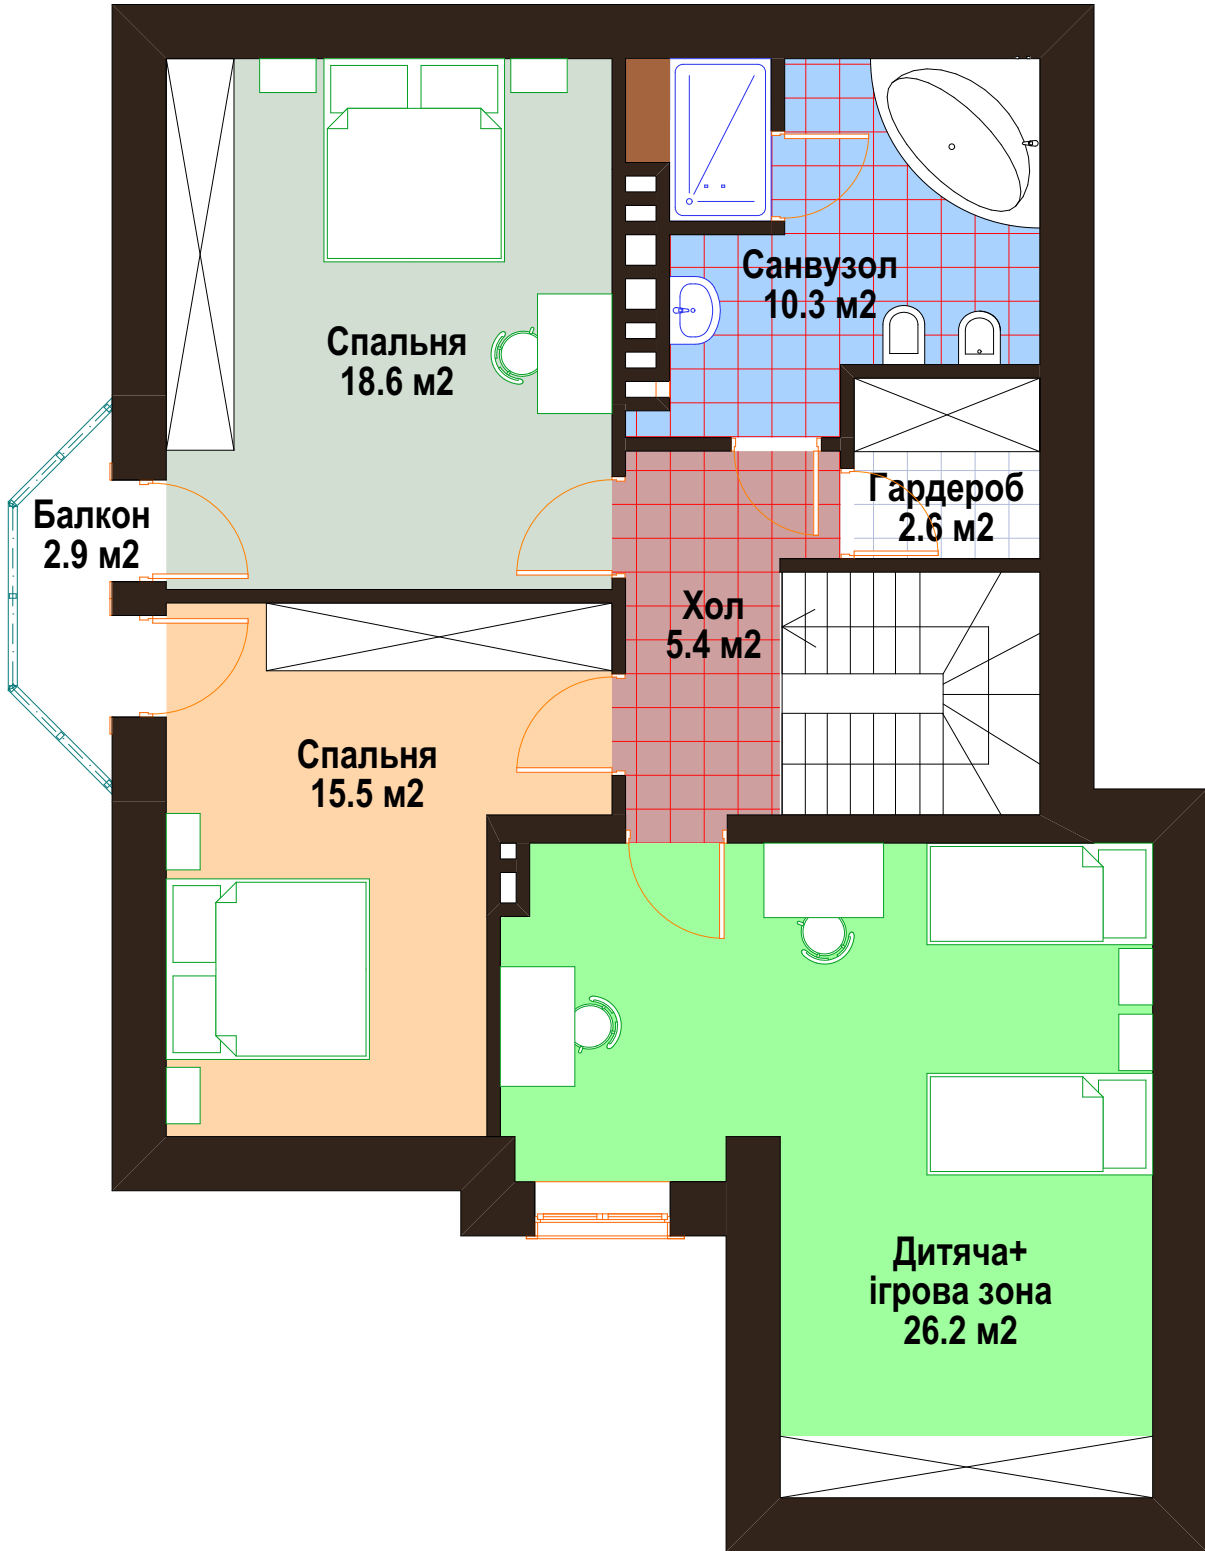 Санвузол
10.3 м2
Спальня
18.6 м2
Гардероб
2.6 м2
Балкон
2.9 м2
Хол
5.4 м2
Спальня
15.5 м2
Дитяча+
ігрова зона
26.2 м2